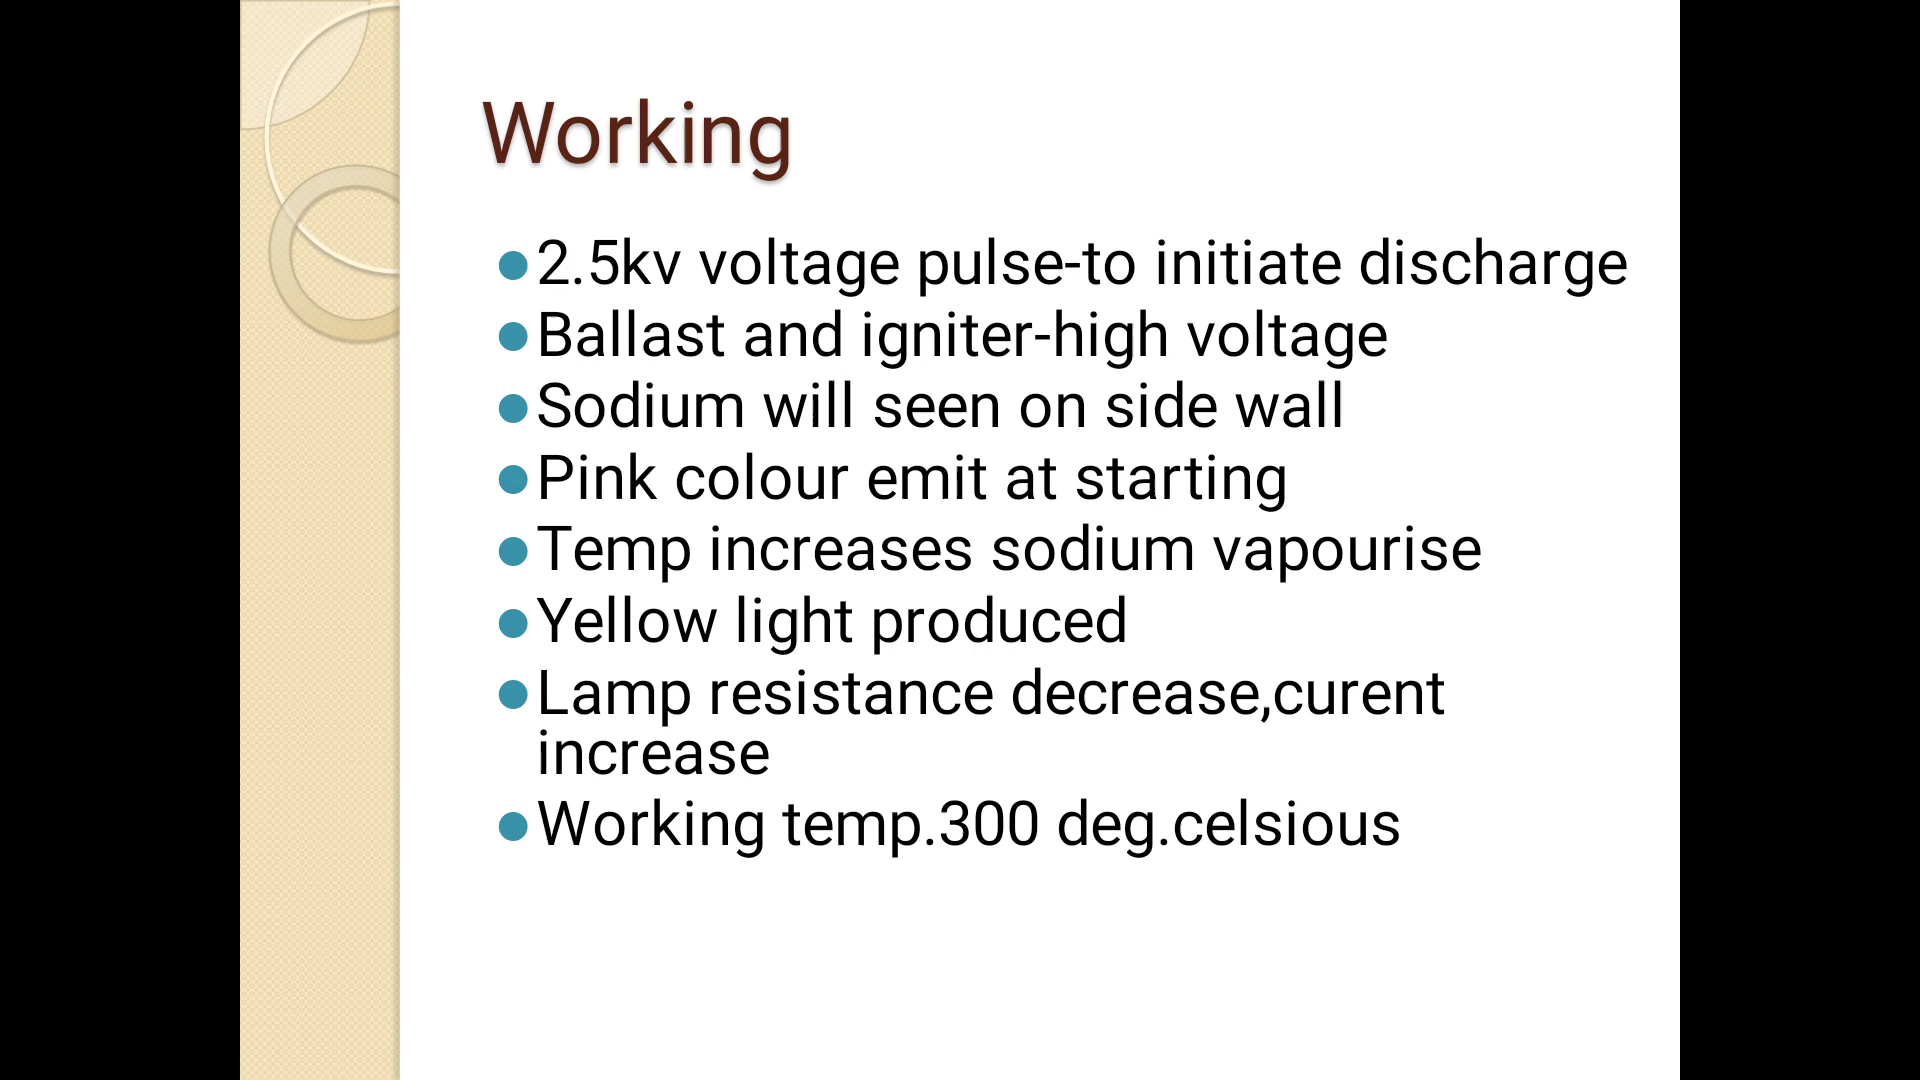 Working
2.5kv voltage pulse-to initiate discharge
Ballast and igniter-high voltage
Sodium will seen on side wall
Pink colour emit at starting
Temp increases sodium vapourise
Yellow light produced
Lamp resistance decrease,curent
increase
Working temp.300 deg.celsious